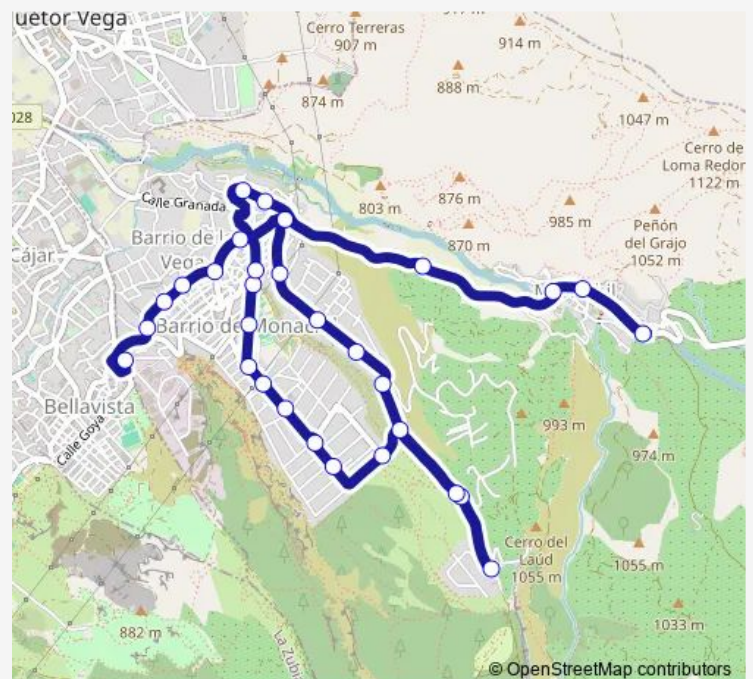 uetor Vega
Cerro Terreras
907 m
914 m
888 m
874 m
1047 m
028
Cerro de
Loma Redor
1122 m
Calle Granada
803 m
876 m
985 m
870 m
Peñón
del Grajo
1052 m
Cájar
Barrio de l
Vega
Barrio de Monac
Bellavista
Calle Goya
993 m
974 m
Cerro del
Laúd
1055 m
1055 m
1033 m
882 m
La Zubi
© OpenStreetMap contributors